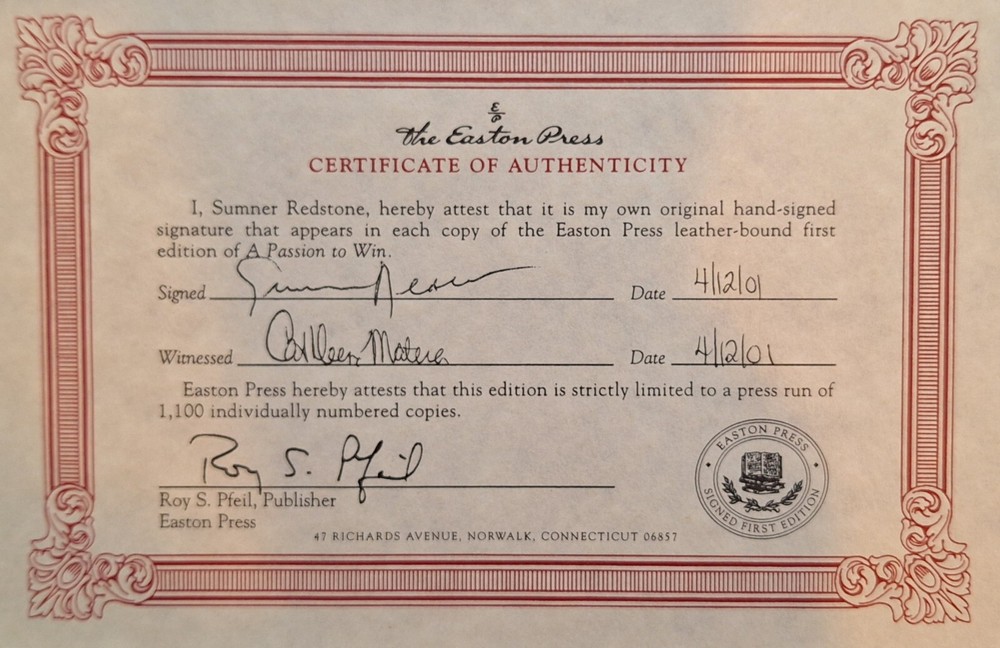 E
P
the Easton Press
CERTIFICATE OF AUTHENTICITY
I, Sumner Redstone, hereby attest that it is my own original hand-signed
signature that appears in each copy of the Easton Press leather-bound first
edition of A Passion to Win.
Signed Sumner Redstone Date 4/12/01
Witnessed Date 4/12/01
Easton Press hereby attests that this edition is strictly limited to a press run of
1,100 individually numbered copies.
Roy S. Pfeil
Roy S. Pfeil, Publisher
Easton Press
47 RICHARDS AVENUE, NORWALK, CONNECTICUT 06857
EASTON PRESS
SIGNED FIRST EDITION